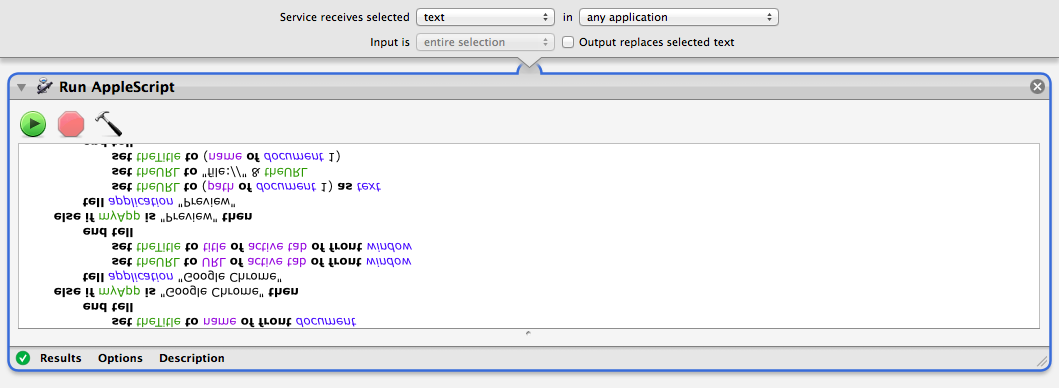 Service receives selected text in any application
Input is entire selection Output replaces selected text
Run AppleScript
set theTitle to name of front document
end tell
else if myApp is "Google Chrome" then
tell application "Google Chrome"
set theURL to URL of active tab of front window
set theTitle to title of active tab of front window
end tell
else if myApp is "Preview" then
tell application "Preview"
set theURL to (path of document 1) as text
set theURL to "file://" & theURL
set theTitle to (name of document 1)
end tell
Results Options Description